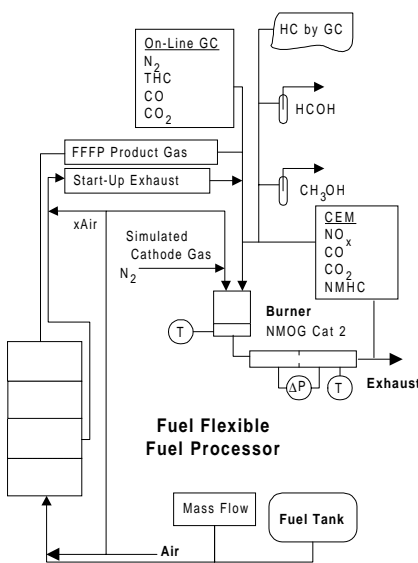 HC by GC
On-Line GC
N2
THC
CO
CO2
HCOH
FFFP Product Gas
Start-Up Exhaust
CH3OH
xAir
Simulated
Cathode Gas
N2
CEM
NOx
CO
CO2
NMHC
Burner
NMOG Cat 2
T
ΔP
T
Exhaust
Fuel Flexible
Fuel Processor
Mass Flow
Fuel Tank
Air